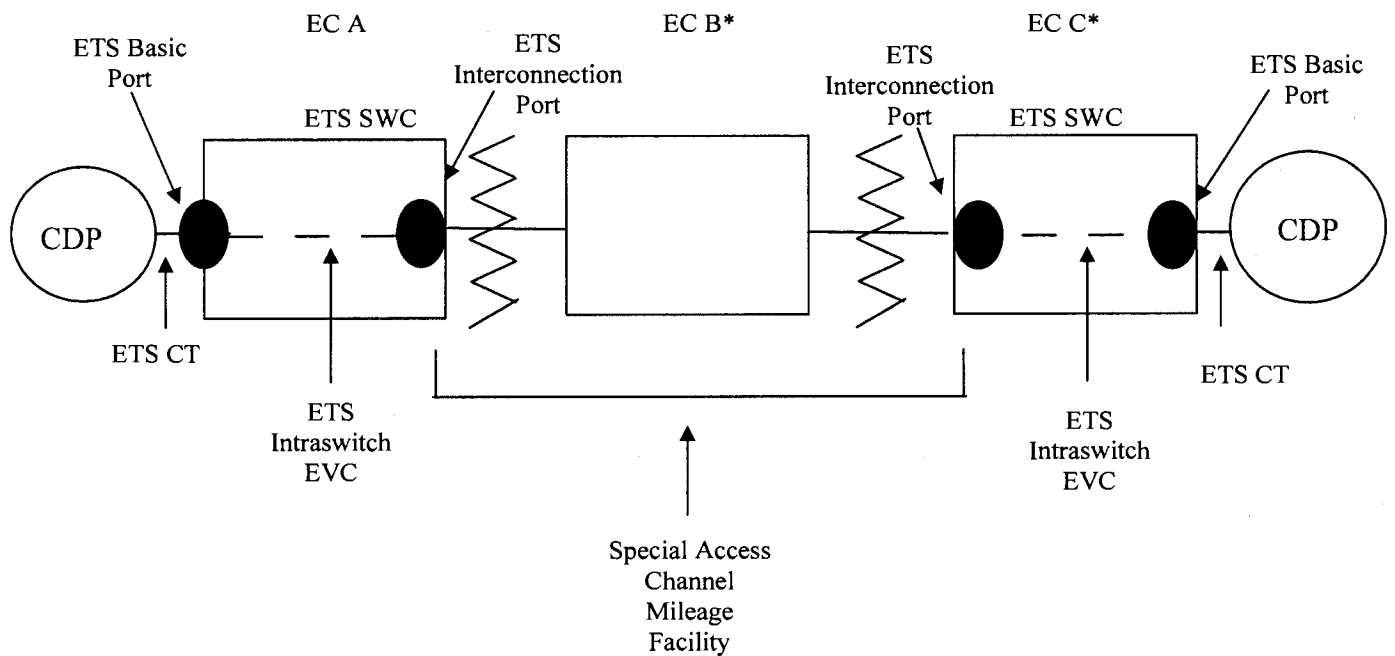 EC A
EC B*
EC C*
ETS Basic
Port
ETS
Interconnection
Port
ETS
Interconnection
Port
ETS Basic
Port
ETS SWC
ETS SWC
CDP
CDP
ETS CT
ETS CT
ETS
Intraswitch
EVC
ETS
Intraswitch
EVC
Special Access
Channel
Mileage
Facility